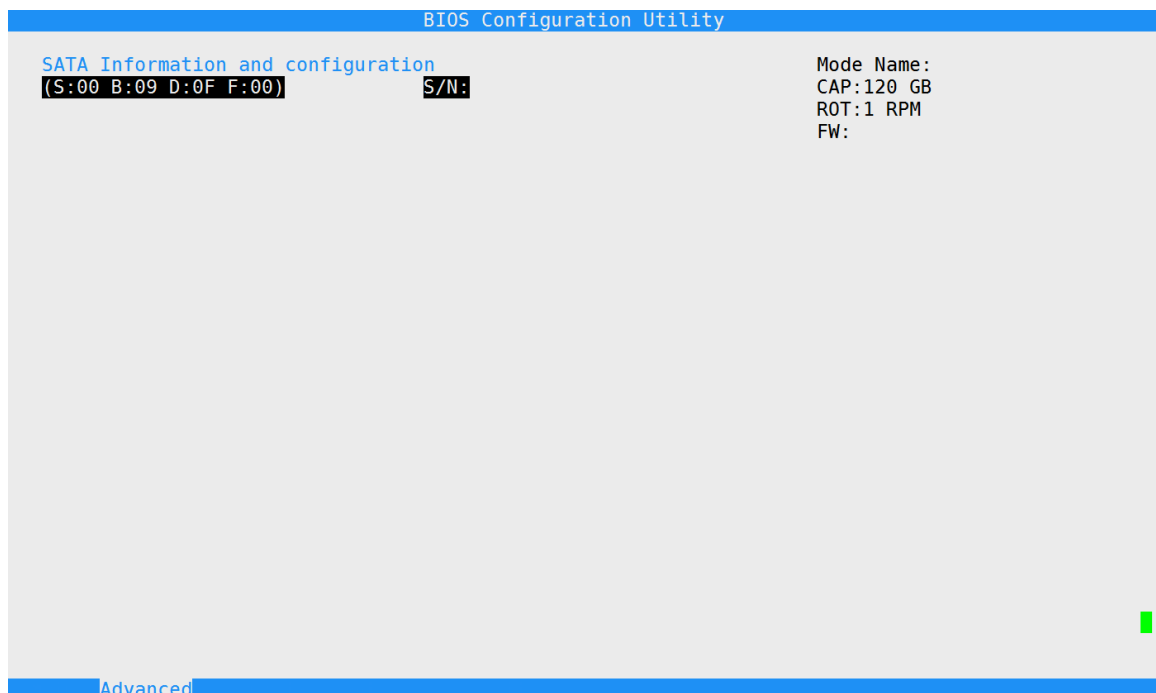 BIOS Configuration Utility
SATA Information and configuration
(S:00 B:09 D:0F F:00) S/N:
Mode Name:
CAP:120 GB
ROT:1 RPM
FW:
Advanced